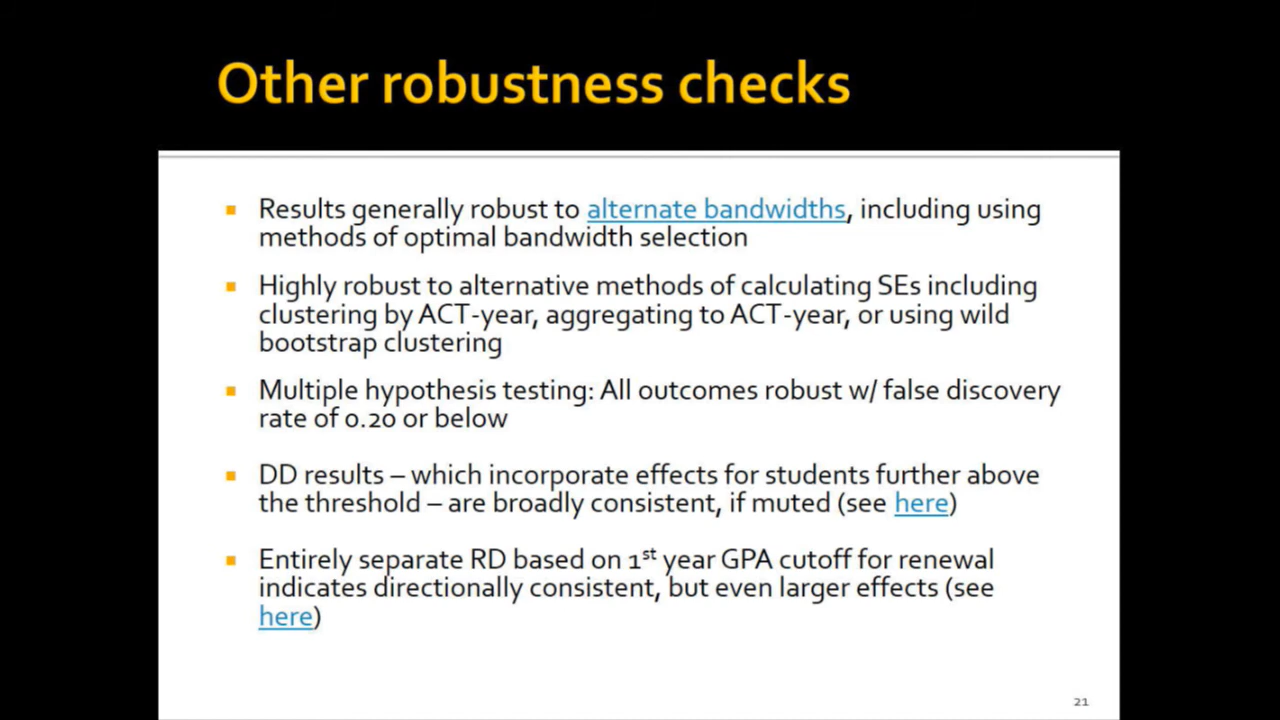 Other robustness checks
Results generally robust to alternate bandwidths, including using
methods of optimal bandwidth selection
Highly robust to alternative methods of calculating SEs including
clustering by ACT-year, aggregating to ACT-year, or using wild
bootstrap clustering
Multiple hypothesis testing: All outcomes robust w/ false discovery
rate of 0.20 or below
DD results – which incorporate effects for students further above
the threshold – are broadly consistent, if muted (see here)
Entirely separate RD based on 1st year GPA cutoff for renewal
indicates directionally consistent, but even larger effects (see
here)
21